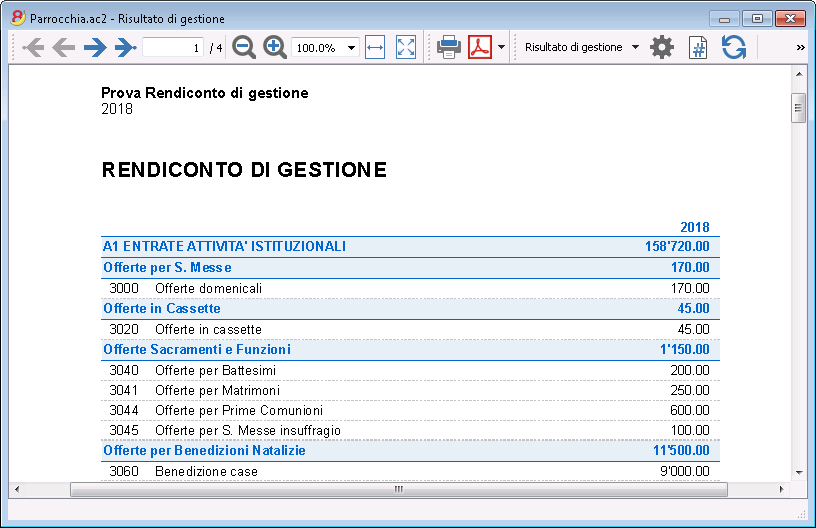 Parrocchia.ac2 - Risultato di gestione
1 / 4 100.0% Risultato di gestione # »
Prova Rendiconto di gestione
2018
RENDICONTO DI GESTIONE
2018
A1 ENTRATE ATTIVITA' ISTITUZIONALI 158'720.00
Offerte per S. Messe 170.00
3000 Offerte domenicali 170.00
Offerte in Cassette 45.00
3020 Offerte in cassette 45.00
Offerte Sacramenti e Funzioni 1'150.00
3040 Offerte per Battesimi 200.00
3041 Offerte per Matrimoni 250.00
3044 Offerte per Prime Comunioni 600.00
3045 Offerte per S. Messe insuffragio 100.00
Offerte per Benedizioni Natalizie 11'500.00
3060 Benedizione case 9'000.00